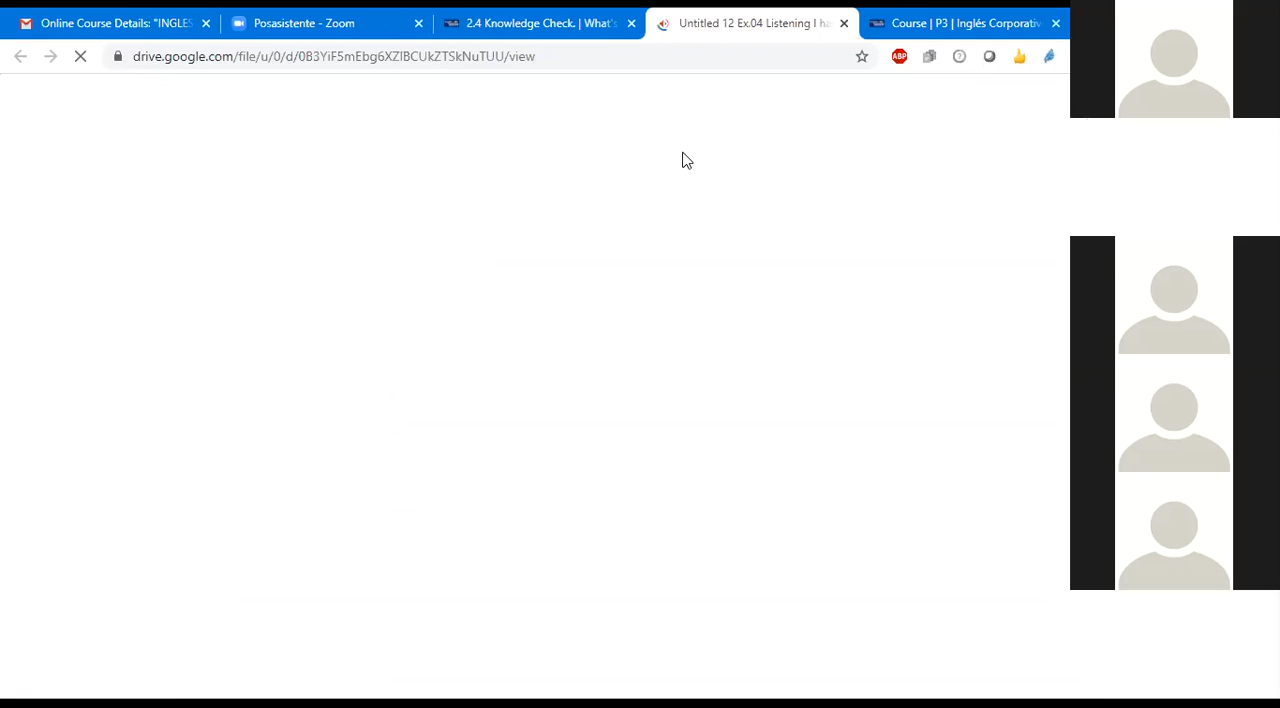 Online Course Details: "INGLES
Posasistente - Zoom
2.4 Knowledge Check. | What's
Untitled 12 Ex.04 Listening I ha
Course | P3 | Inglés Corporativ
drive.google.com/file/u/0/d/0B3YiF5mEbg6XZlBCUkZTSkNuTUU/view
ABP